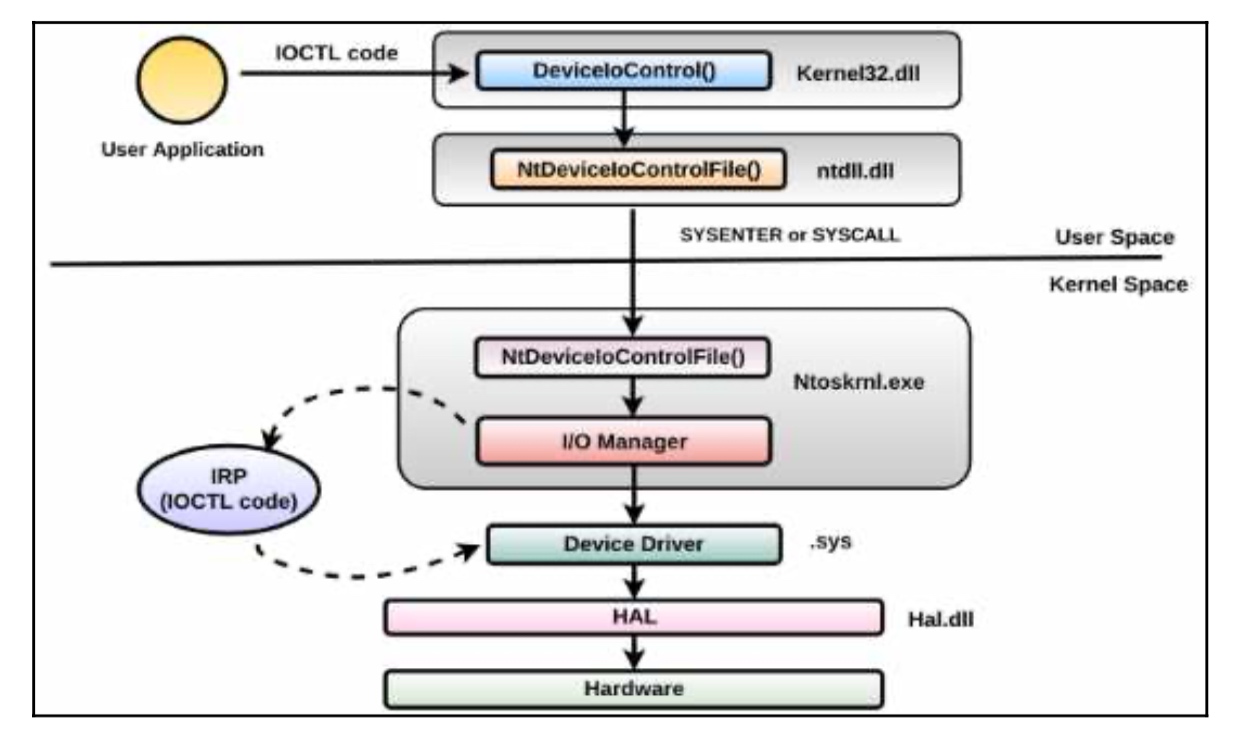 IOCTL code
DeviceIoControl()
Kernel32.dll
User Application
NtDeviceIoControlFile()
ntdll.dll
SYSENTER or SYSCALL
User Space
Kernel Space
NtDeviceIoControlFile()
Ntoskrnl.exe
I/O Manager
IRP
(IOCTL code)
Device Driver
.sys
HAL
Hal.dll
Hardware